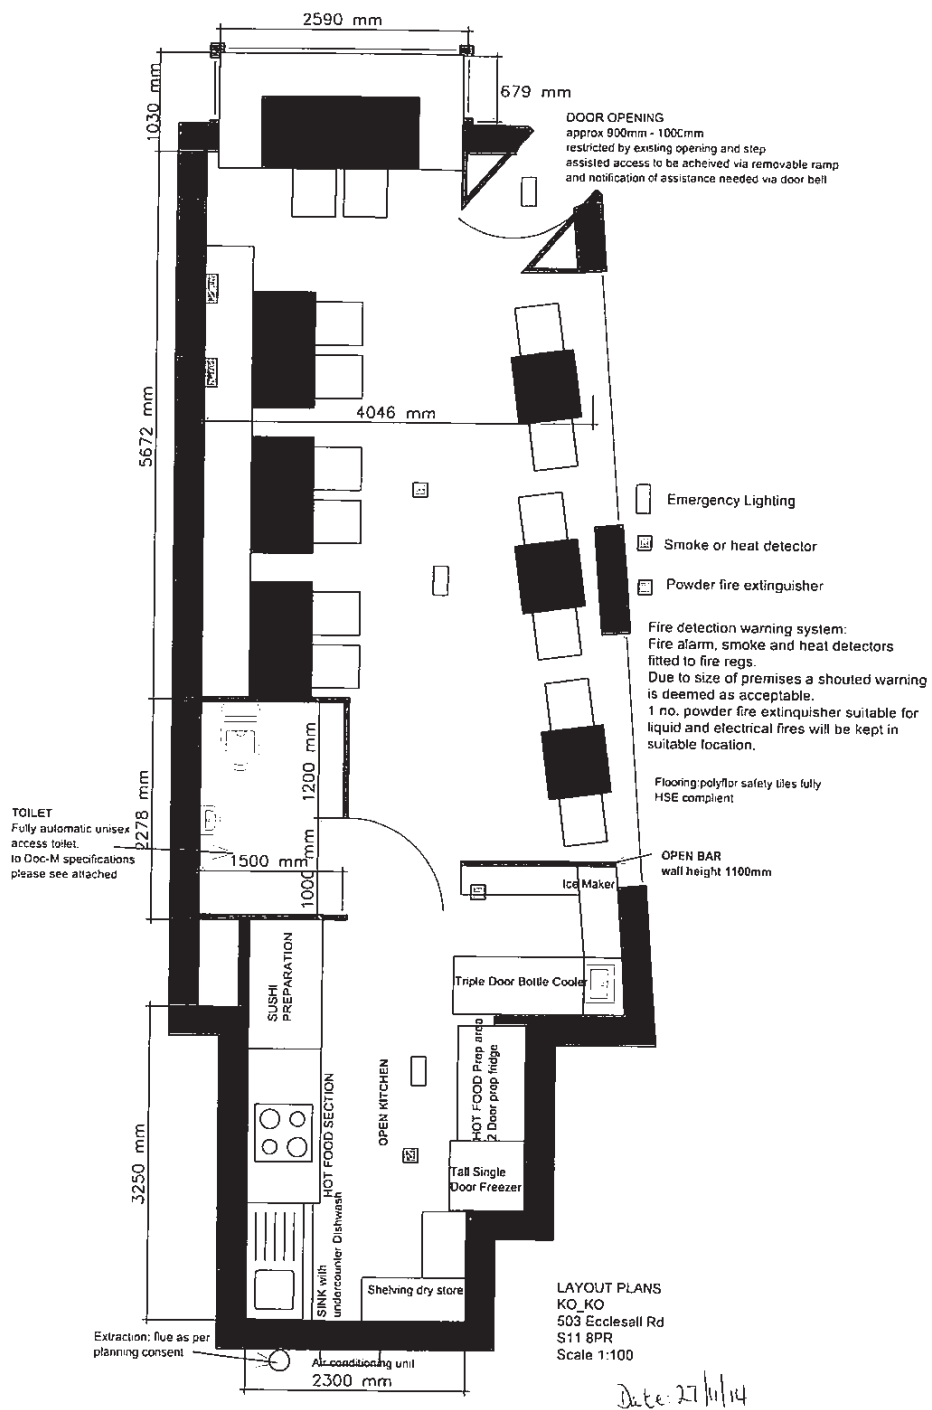 2590 mm
1030 mm
679 mm
DOOR OPENING
approx 900mm - 1000mm
restricted by existing opening and step
assisted access to be acheived via removable ramp
and notification of assistance needed via door bell
5672 mm
4046 mm
Emergency Lighting
Smoke or heat detector
Powder fire extinguisher
Fire detection warning system:
Fire alarm, smoke and heat detectors
fitted to fire regs.
Due to size of premises a shouted warning
is deemed as acceptable.
1 no. powder fire extinquisher suitable for
liquid and electrical fires will be kept in
suitable location.
Flooring:polyflor safety tiles fully
HSE complient
1200 mm
2278 mm
TOILET
Fully automatic unisex
access toilet.
to Doc-M specifications
please see attached
1500 mm
1000 mm
OPEN BAR
wall height 1100mm
Ice Maker
SUSHI
PREPARATION
Triple Door Bottle Cooler
HOT FOOD Prep area
2 Door prep fridge
OPEN KITCHEN
HOT FOOD SECTION
3250 mm
Tall Single
Door Freezer
SINK with
undercounter Dishwash
Shelving dry store
LAYOUT PLANS
KO_KO
503 Ecclesall Rd
S11 8PR
Scale 1:100
Extraction: flue as per
planning consent
Air conditioning unit
2300 mm
Date: 27/11/14